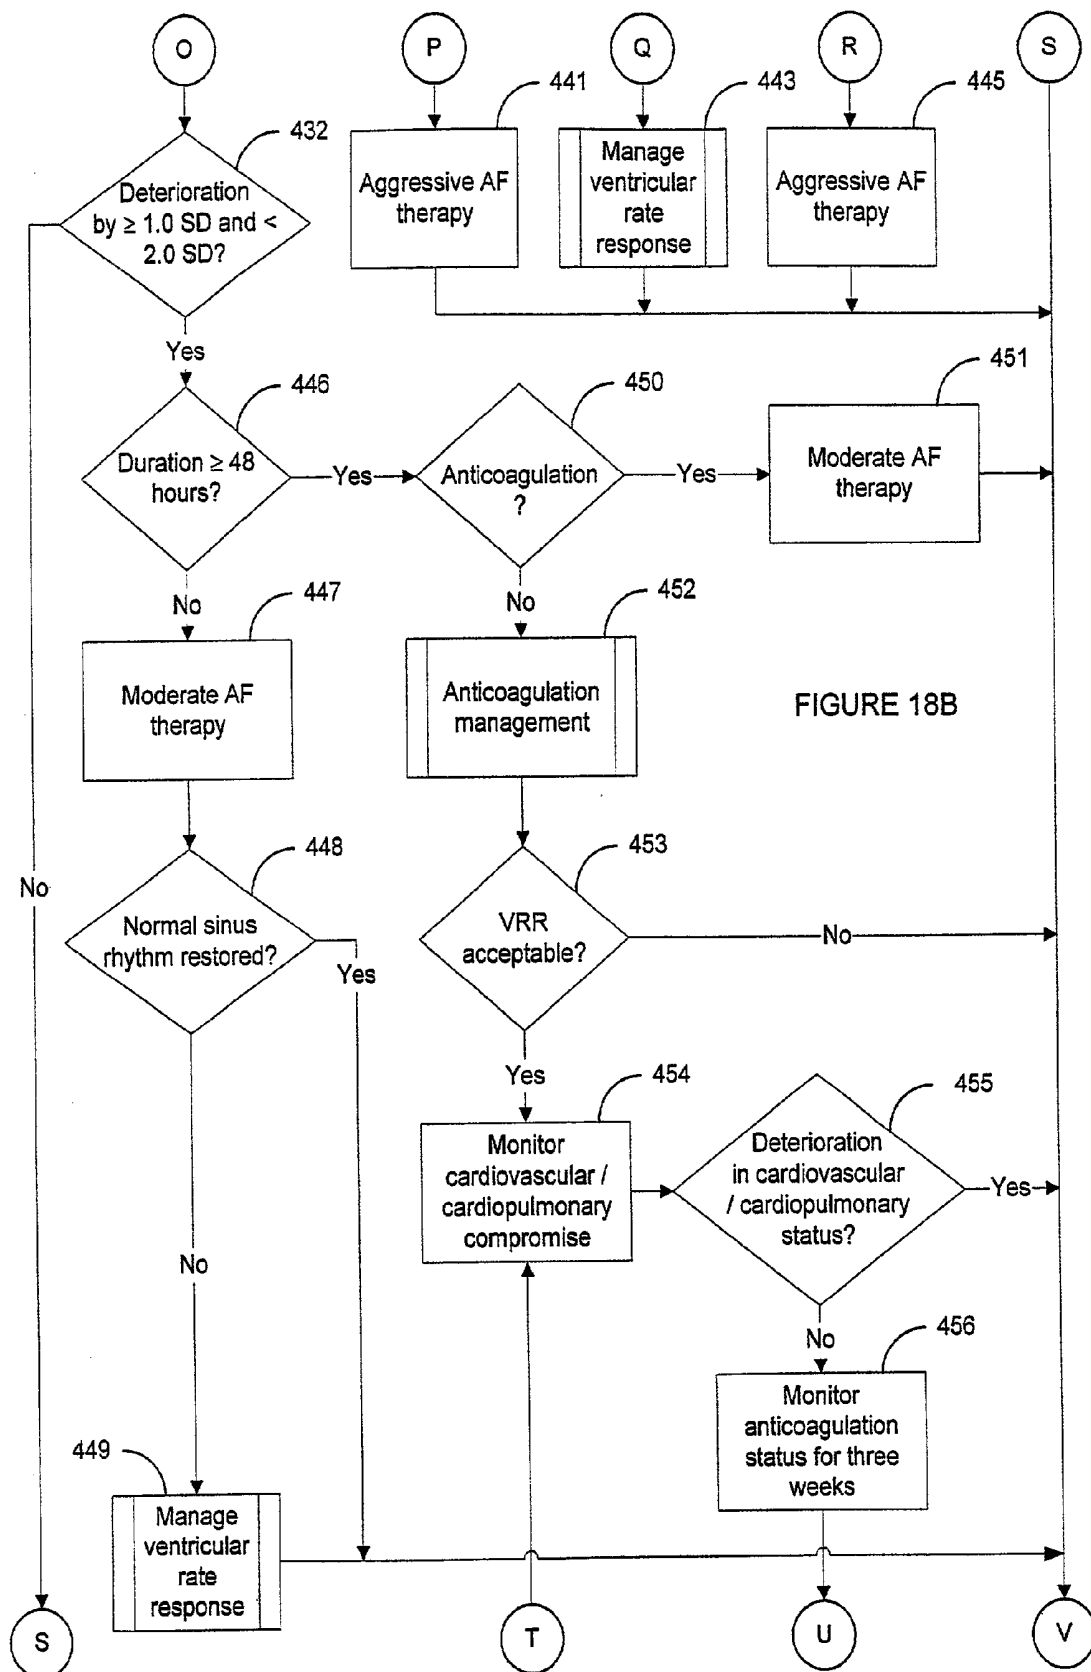 O
P
Q
R
S
432
441
443
445
Deterioration
by ≥ 1.0 SD and <
2.0 SD?
Aggressive AF
therapy
Manage
ventricular
rate
response
Aggressive AF
therapy
Yes
446
450
451
Duration ≥ 48
hours?
Yes
Anticoagulation
?
Yes
Moderate AF
therapy
No
447
No
452
Moderate AF
therapy
Anticoagulation
management
FIGURE 18B
448
453
No
Normal sinus
rhythm restored?
Yes
VRR
acceptable?
No
Yes
454
455
Monitor
cardiovascular /
cardiopulmonary
compromise
Deterioration
in cardiovascular
/ cardiopulmonary
status?
Yes
No
No
456
Monitor
anticoagulation
status for three
weeks
449
Manage
ventricular
rate
response
S
T
U
V